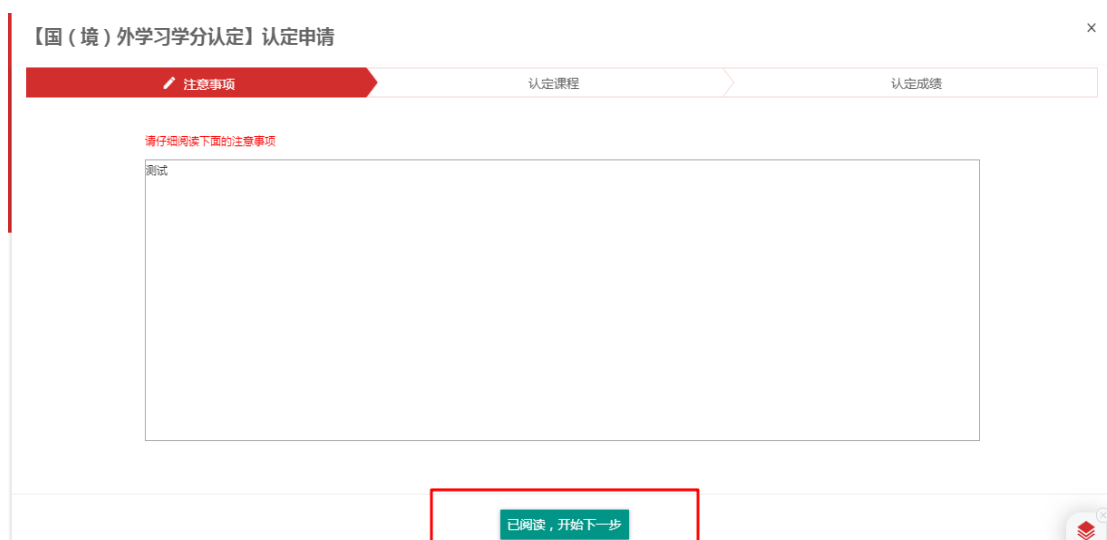 【国（境）外学习学分认定】认定申请
注意事项
认定课程
认定成绩
请仔细阅读下面的注意事项
测试
已阅读，开始下一步